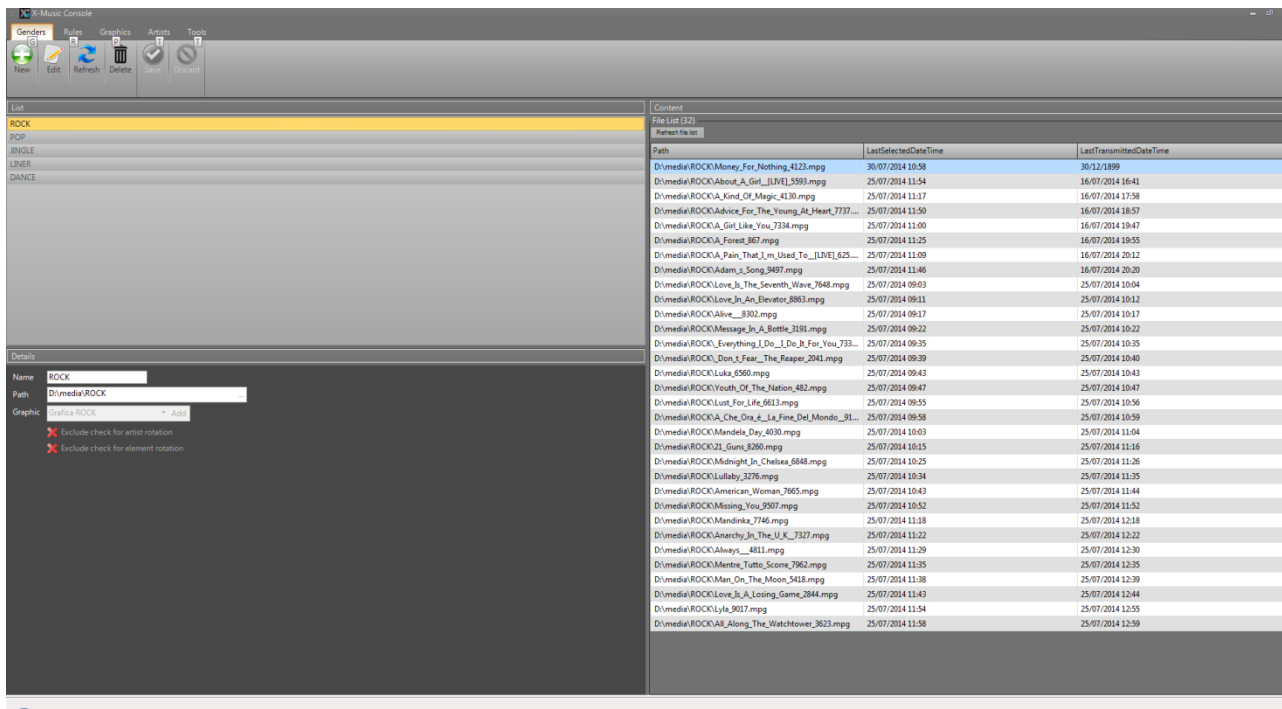 X-Music Console
Genders Rules Graphics Artists Tools
G R P T T
New Edit Refresh Delete Save Discard
List
ROCK
POP
JINGLE
LINER
DANCE
Details
Name ROCK
Path D:\media\ROCK ...
Graphic Grafica ROCK Add
Exclude check for artist rotation
Exclude check for element rotation
Content
File List (32)
Refresh file list
Path LastSelectedDateTime LastTransmittedDateTime
D:\media\ROCK\Money_For_Nothing_4123.mpg 30/07/2014 10:58 30/12/1899
D:\media\ROCK\About_A_Girl__[LIVE]_5593.mpg 25/07/2014 11:54 16/07/2014 16:41
D:\media\ROCK\A_Kind_Of_Magic_4130.mpg 25/07/2014 11:17 16/07/2014 17:58
D:\media\ROCK\Advice_For_The_Young_At_Heart_7737.... 25/07/2014 11:50 16/07/2014 18:57
D:\media\ROCK\A_Girl_Like_You_7334.mpg 25/07/2014 11:00 16/07/2014 19:47
D:\media\ROCK\A_Forest_867.mpg 25/07/2014 11:25 16/07/2014 19:55
D:\media\ROCK\A_Pain_That_I_m_Used_To__[LIVE]_625.... 25/07/2014 11:09 16/07/2014 20:12
D:\media\ROCK\Adam_s_Song_9497.mpg 25/07/2014 11:46 16/07/2014 20:20
D:\media\ROCK\Love_Is_The_Seventh_Wave_7648.mpg 25/07/2014 09:03 25/07/2014 10:04
D:\media\ROCK\Love_In_An_Elevator_8863.mpg 25/07/2014 09:11 25/07/2014 10:12
D:\media\ROCK\Alive__8302.mpg 25/07/2014 09:17 25/07/2014 10:17
D:\media\ROCK\Message_In_A_Bottle_3191.mpg 25/07/2014 09:22 25/07/2014 10:22
D:\media\ROCK\_Everything_I_Do__I_Do_It_For_You_733... 25/07/2014 09:35 25/07/2014 10:35
D:\media\ROCK\_Don_t_Fear__The_Reaper_2041.mpg 25/07/2014 09:39 25/07/2014 10:40
D:\media\ROCK\Luka_6560.mpg 25/07/2014 09:43 25/07/2014 10:43
D:\media\ROCK\Youth_Of_The_Nation_482.mpg 25/07/2014 09:47 25/07/2014 10:47
D:\media\ROCK\Lust_For_Life_6613.mpg 25/07/2014 09:55 25/07/2014 10:56
D:\media\ROCK\A_Che_Ora_è__La_Fine_Del_Mondo__91... 25/07/2014 09:58 25/07/2014 10:59
D:\media\ROCK\Mandela_Day_4030.mpg 25/07/2014 10:03 25/07/2014 11:04
D:\media\ROCK\21_Guns_8260.mpg 25/07/2014 10:15 25/07/2014 11:16
D:\media\ROCK\Midnight_In_Chelsea_6848.mpg 25/07/2014 10:25 25/07/2014 11:26
D:\media\ROCK\Lullaby_3276.mpg 25/07/2014 10:34 25/07/2014 11:35
D:\media\ROCK\American_Woman_7665.mpg 25/07/2014 10:43 25/07/2014 11:44
D:\media\ROCK\Missing_You_9507.mpg 25/07/2014 10:52 25/07/2014 11:52
D:\media\ROCK\Mandinka_7746.mpg 25/07/2014 11:18 25/07/2014 12:18
D:\media\ROCK\Anarchy_In_The_U_K__7327.mpg 25/07/2014 11:22 25/07/2014 12:22
D:\media\ROCK\Always__4811.mpg 25/07/2014 11:29 25/07/2014 12:30
D:\media\ROCK\Mentre_Tutto_Scorre_7962.mpg 25/07/2014 11:35 25/07/2014 12:35
D:\media\ROCK\Man_On_The_Moon_5418.mpg 25/07/2014 11:38 25/07/2014 12:39
D:\media\ROCK\Love_Is_A_Losing_Game_2844.mpg 25/07/2014 11:43 25/07/2014 12:44
D:\media\ROCK\Lyla_9017.mpg 25/07/2014 11:54 25/07/2014 12:55
D:\media\ROCK\All_Along_The_Watchtower_3623.mpg 25/07/2014 11:58 25/07/2014 12:59